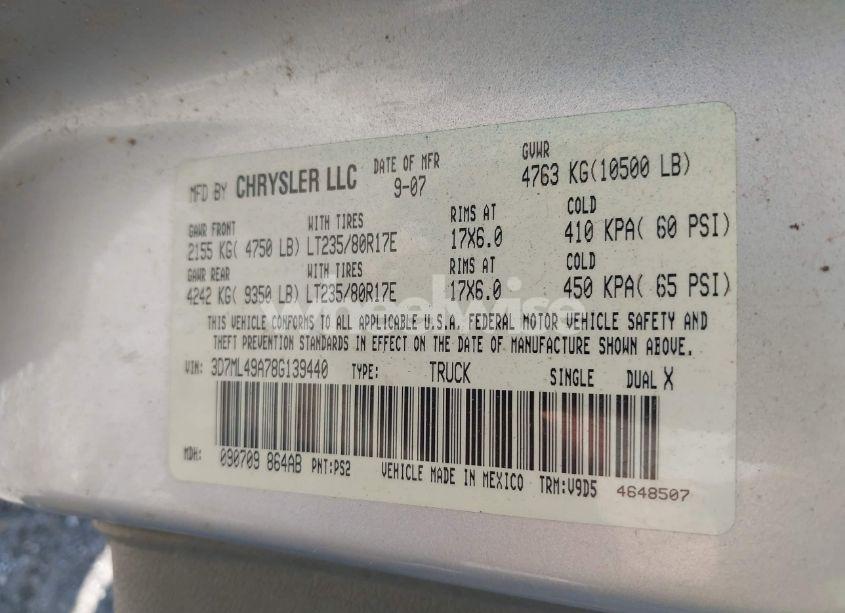 MFD BY CHRYSLER LLC DATE OF MFR 9-07 GVWR 4763 KG(10500 LB)
GAWR FRONT WITH TIRES RIMS AT COLD
2155 KG( 4750 LB) LT235/80R17E 17X6.0 410 KPA( 60 PSI)
GAWR REAR WITH TIRES RIMS AT COLD
4242 KG( 9350 LB) LT235/80R17E 17X6.0 450 KPA( 65 PSI)
THIS VEHICLE CONFORMS TO ALL APPLICABLE U.S.A. FEDERAL MOTOR VEHICLE SAFETY AND
THEFT PREVENTION STANDARDS IN EFFECT ON THE DATE OF MANUFACTURE SHOWN ABOVE.
VIN: 3D7ML49A78G139440 TYPE: TRUCK SINGLE DUAL X
MDH: 090709 864AB PNT:PS2 VEHICLE MADE IN MEXICO TRM:V9D5 4648507